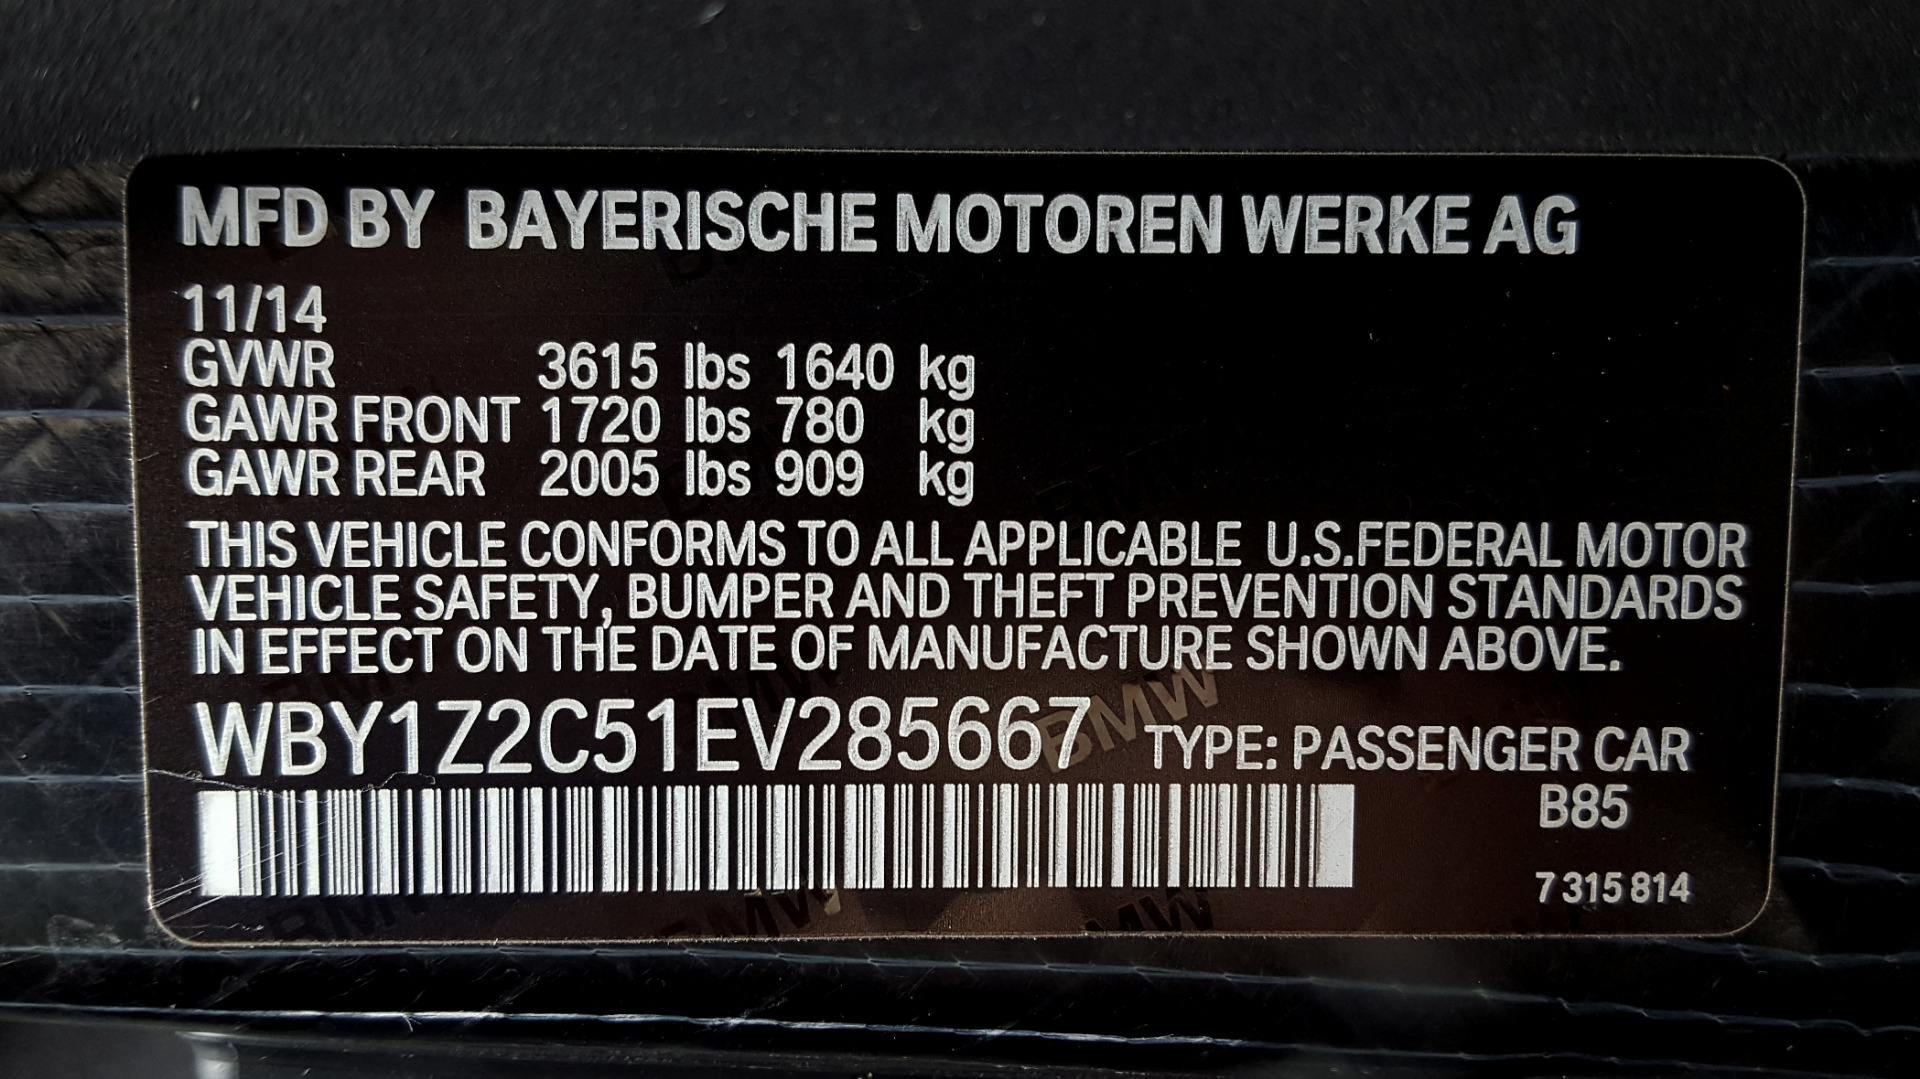 MFD BY BAYERISCHE MOTOREN WERKE AG
11/14
GVWR 3615 lbs 1640 kg
GAWR FRONT 1720 lbs 780 kg
GAWR REAR 2005 lbs 909 kg
THIS VEHICLE CONFORMS TO ALL APPLICABLE U.S.FEDERAL MOTOR
VEHICLE SAFETY, BUMPER AND THEFT PREVENTION STANDARDS
IN EFFECT ON THE DATE OF MANUFACTURE SHOWN ABOVE.
WBY1Z2C51EV285667 TYPE: PASSENGER CAR
B85
7 315 814